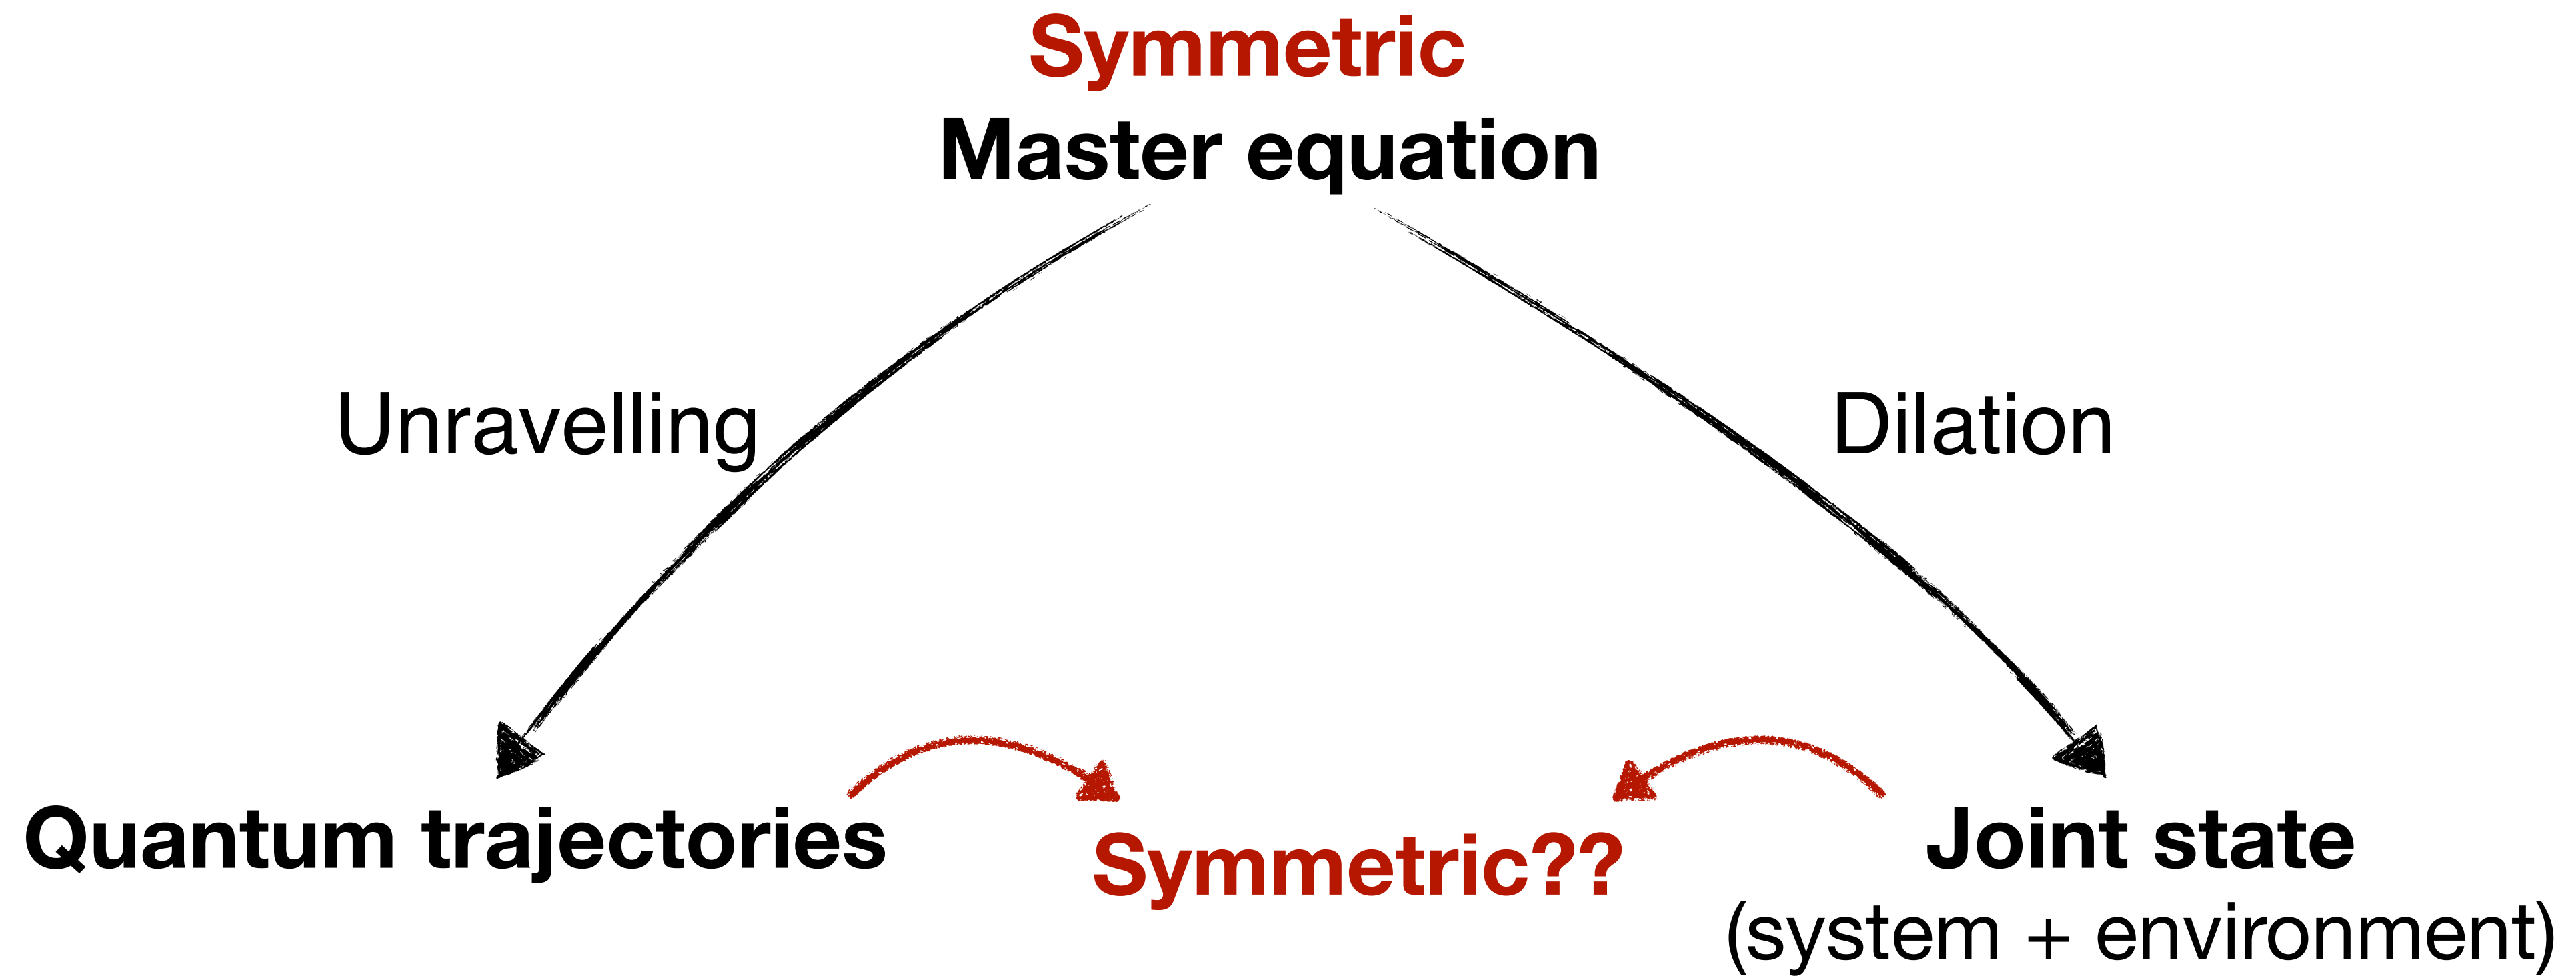 Symmetric
Master equation
Unravelling
Dilation
Quantum trajectories
Symmetric??
Joint state
(system + environment)